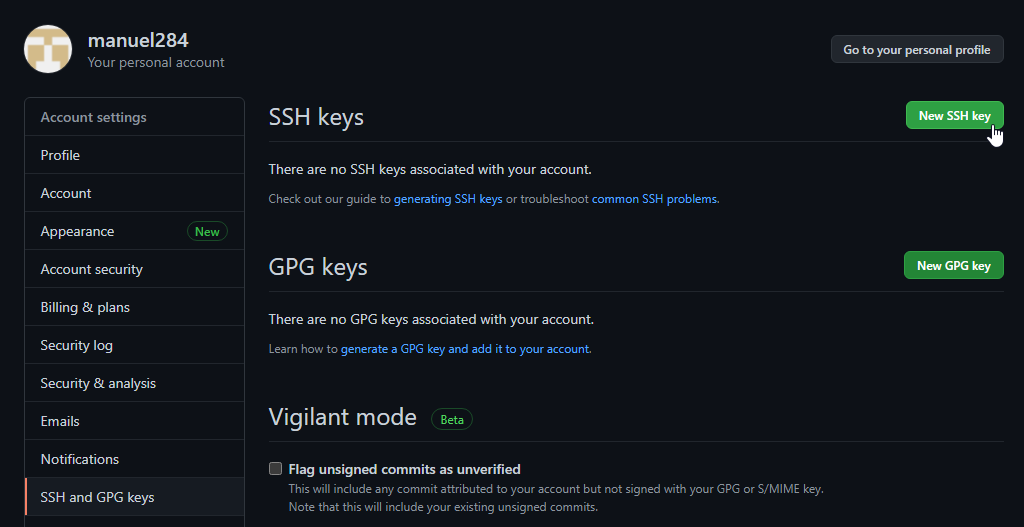 manuel284
Your personal account
Go to your personal profile
Account settings
Profile
Account
Appearance New
Account security
Billing & plans
Security log
Security & analysis
Emails
Notifications
SSH and GPG keys
SSH keys
New SSH key
There are no SSH keys associated with your account.
Check out our guide to generating SSH keys or troubleshoot common SSH problems.
GPG keys
New GPG key
There are no GPG keys associated with your account.
Learn how to generate a GPG key and add it to your account.
Vigilant mode Beta
Flag unsigned commits as unverified
This will include any commit attributed to your account but not signed with your GPG or S/MIME key.
Note that this will include your existing unsigned commits.